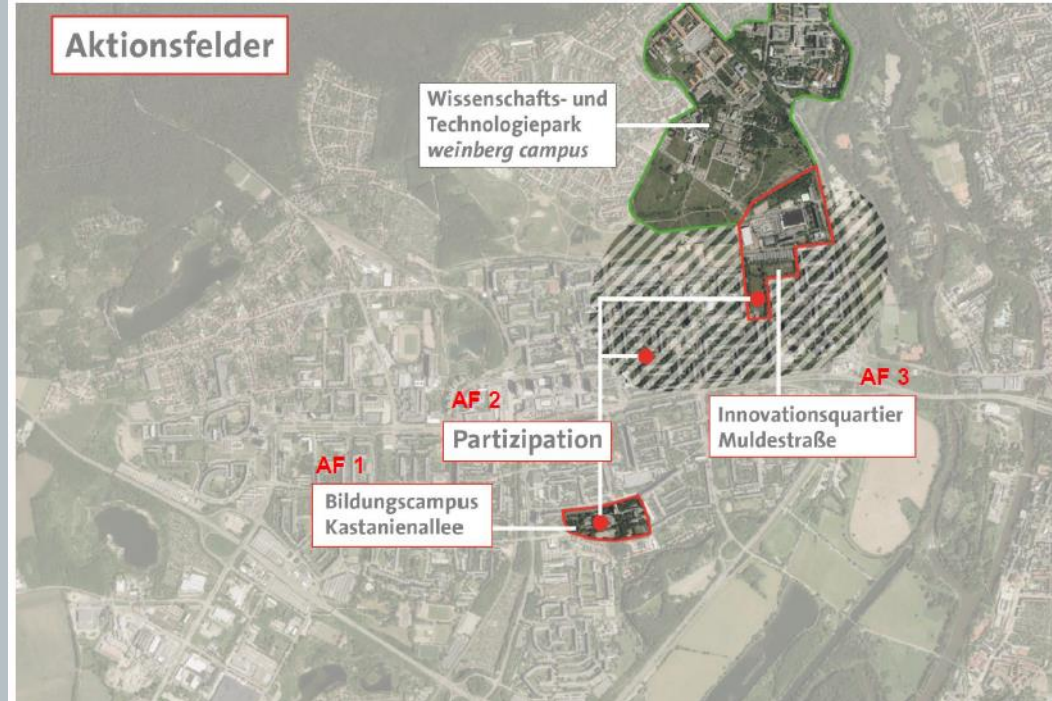 Aktionsfelder
Wissenschafts- und
Technologiepark
weinberg campus
AF 3
AF 2
Innovationsquartier
Muldestraße
Partizipation
AF 1
Bildungscampus
Kastanienallee